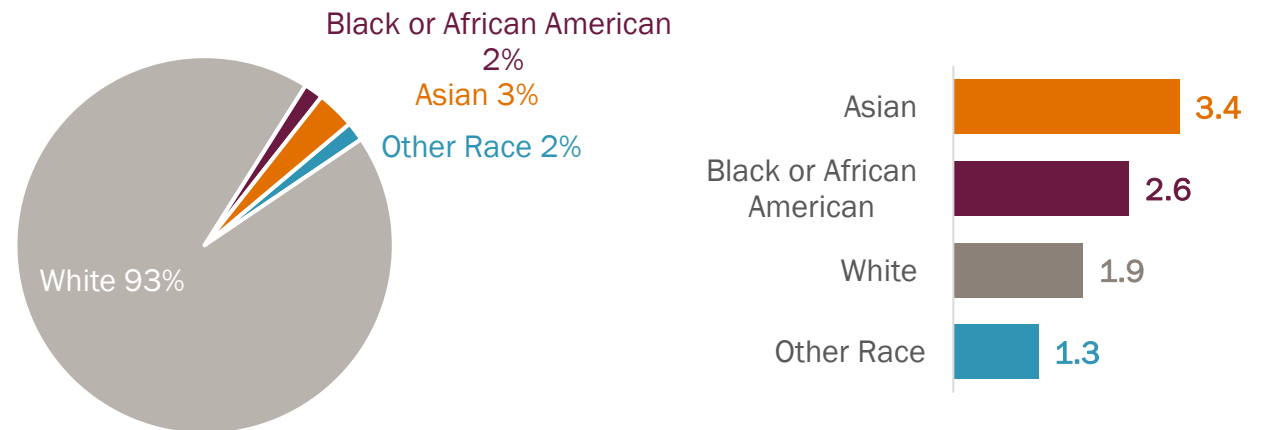 Black or African American
2%
Asian 3%
Other Race 2%
White 93%
Asian
3.4
Black or African
American
2.6
White
1.9
Other Race
1.3